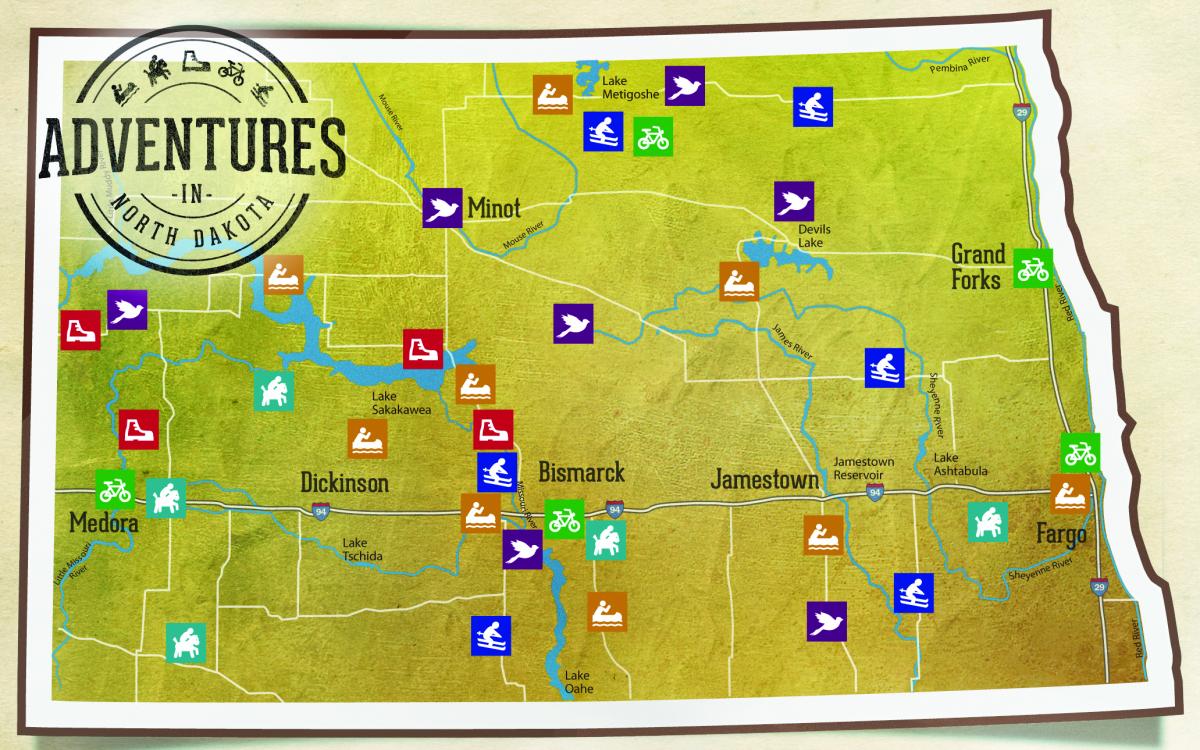 ADVENTURES
-IN-
NORTH DAKOTA
Muddy River
Mouse River
Lake
Metigoshe
Pembina River
29
Minot
Mouse River
Devils
Lake
Grand
Forks
Red River
James River
Sheyenne River
Lake
Sakakawea
Dickinson
Bismarck
Jamestown
Jamestown
Reservoir
Lake
Ashtabula
94
94
94
Missouri River
Medora
Fargo
Lake
Tschida
Little Missouri
River
Sheyenne River
29
Red River
Lake
Oahe